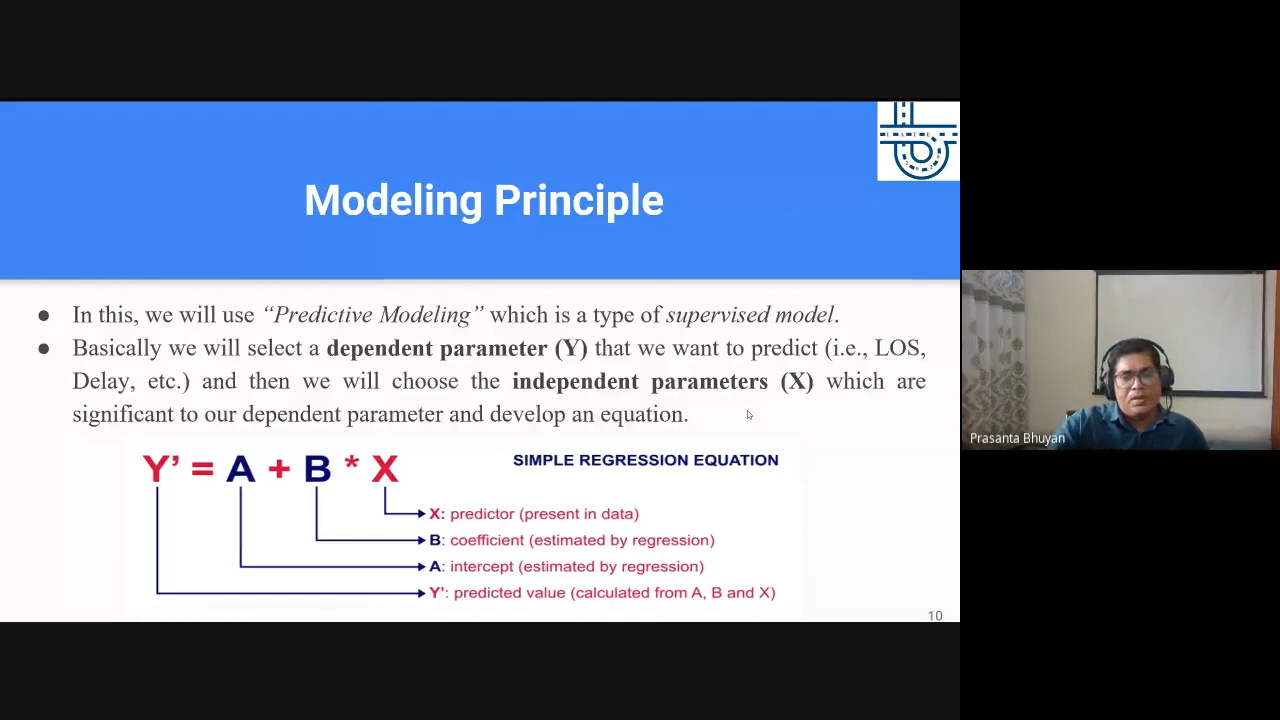 IATE
Modeling Principle
● In this, we will use “Predictive Modeling” which is a type of supervised model.
● Basically we will select a dependent parameter (Y) that we want to predict (i.e., LOS,
Delay, etc.) and then we will choose the independent parameters (X) which are
significant to our dependent parameter and develop an equation.
Y’ = A + B * X
SIMPLE REGRESSION EQUATION
X: predictor (present in data)
B: coefficient (estimated by regression)
A: intercept (estimated by regression)
Y’: predicted value (calculated from A, B and X)
10
Prasanta Bhuyan